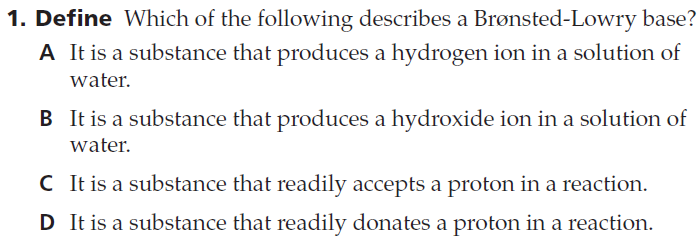 1. Define Which of the following describes a Brønsted-Lowry base?
A It is a substance that produces a hydrogen ion in a solution of
water.
B It is a substance that produces a hydroxide ion in a solution of
water.
C It is a substance that readily accepts a proton in a reaction.
D It is a substance that readily donates a proton in a reaction.